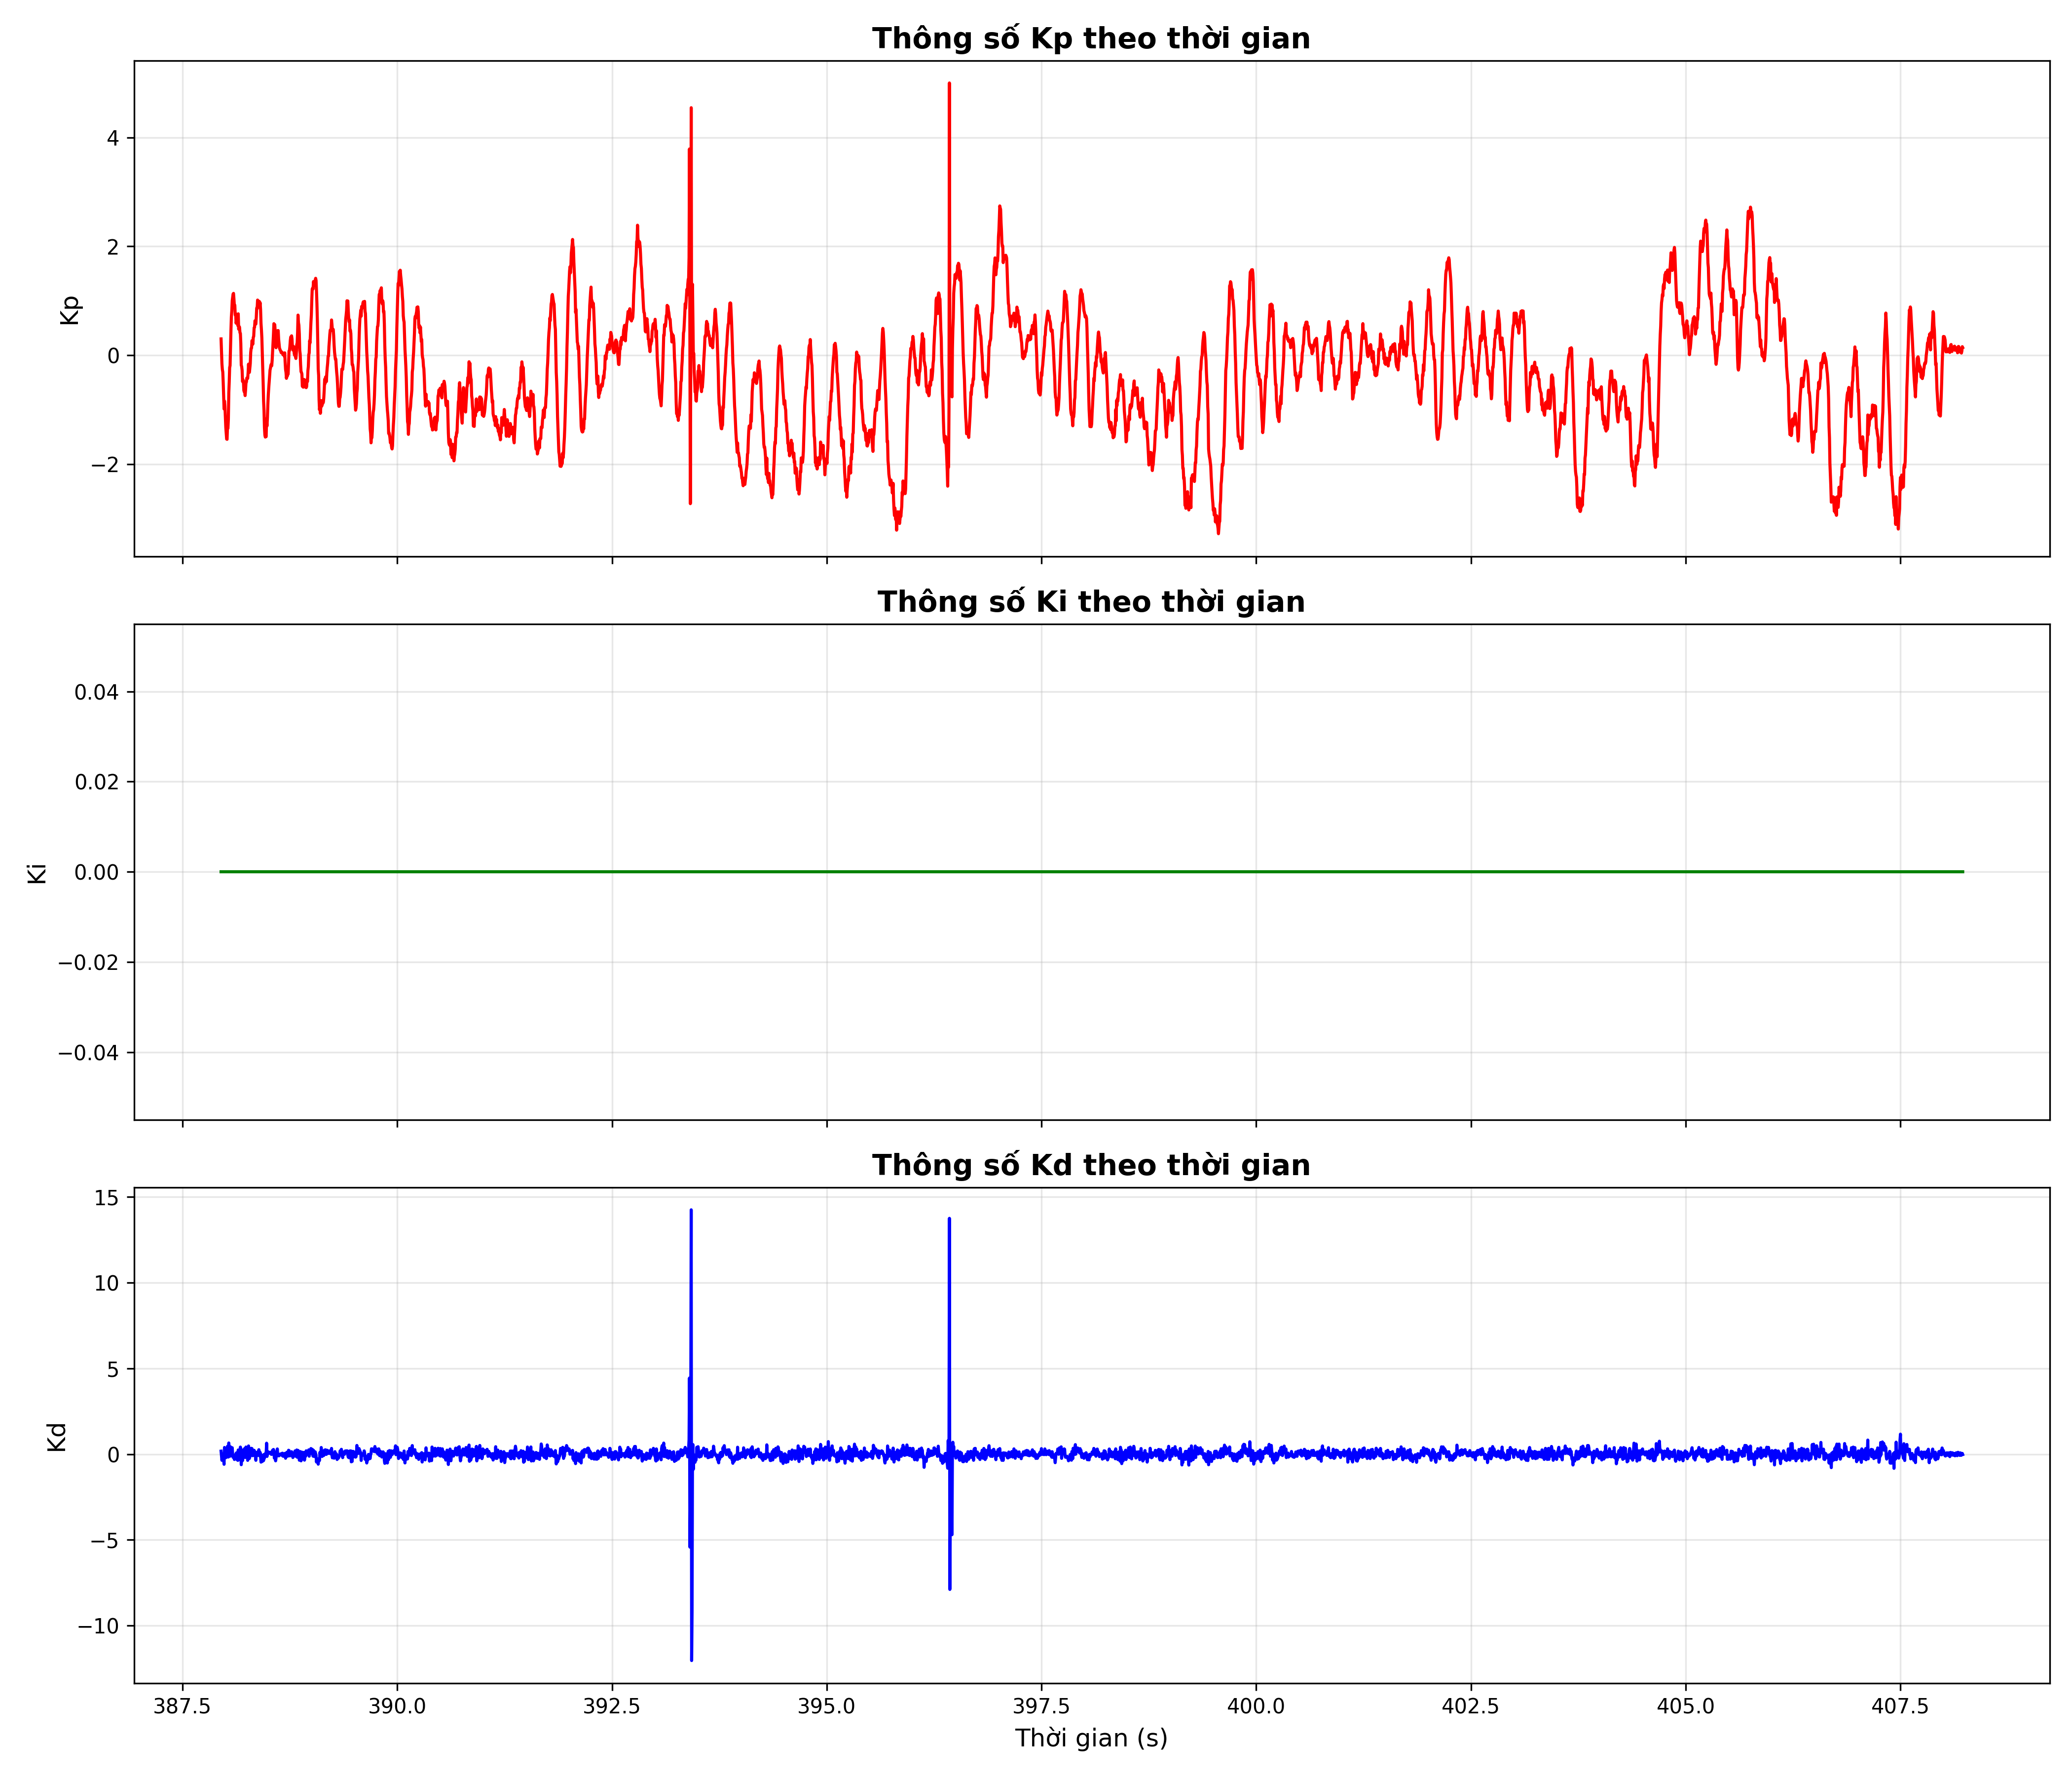 Thông số Kp theo thời gian
4
2
0
−2
Kp
Thông số Ki theo thời gian
0.04
0.02
0.00
−0.02
−0.04
Ki
Thông số Kd theo thời gian
15
10
5
0
−5
−10
Kd
387.5 390.0 392.5 395.0 397.5 400.0 402.5 405.0 407.5
Thời gian (s)